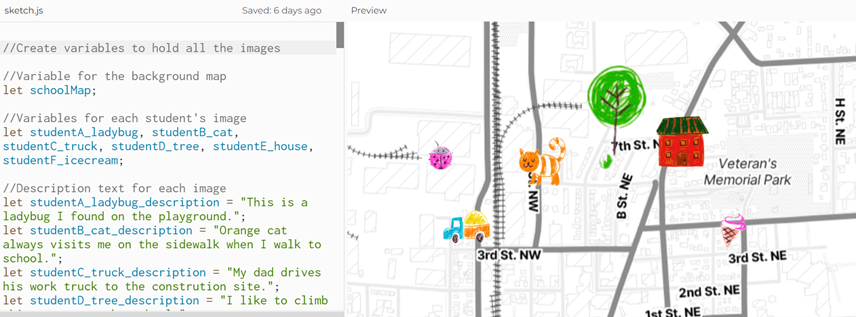 sketch.js
Saved: 6 days ago
Preview
//Create variables to hold all the images
//Variable for the background map
let schoolMap;
//Variables for each student's image
let studentA_ladybug, studentB_cat,
studentC_truck, studentD_tree, studentE_house,
studentF_icecream;
//Description text for each image
let studentA_ladybug_description = "This is a
ladybug I found on the playground.";
let studentB_cat_description = "Orange cat
always visits me on the sidewalk when I walk to
school.";
let studentC_truck_description = "My dad drives
his work truck to the constrution site.";
let studentD_tree_description = "I like to climb
7th St. N
H St. NE
Veteran's
Memorial Park
B St. NE
St. NW
3rd St. NW
3rd St. NE
2nd St. NE
1st St. NE